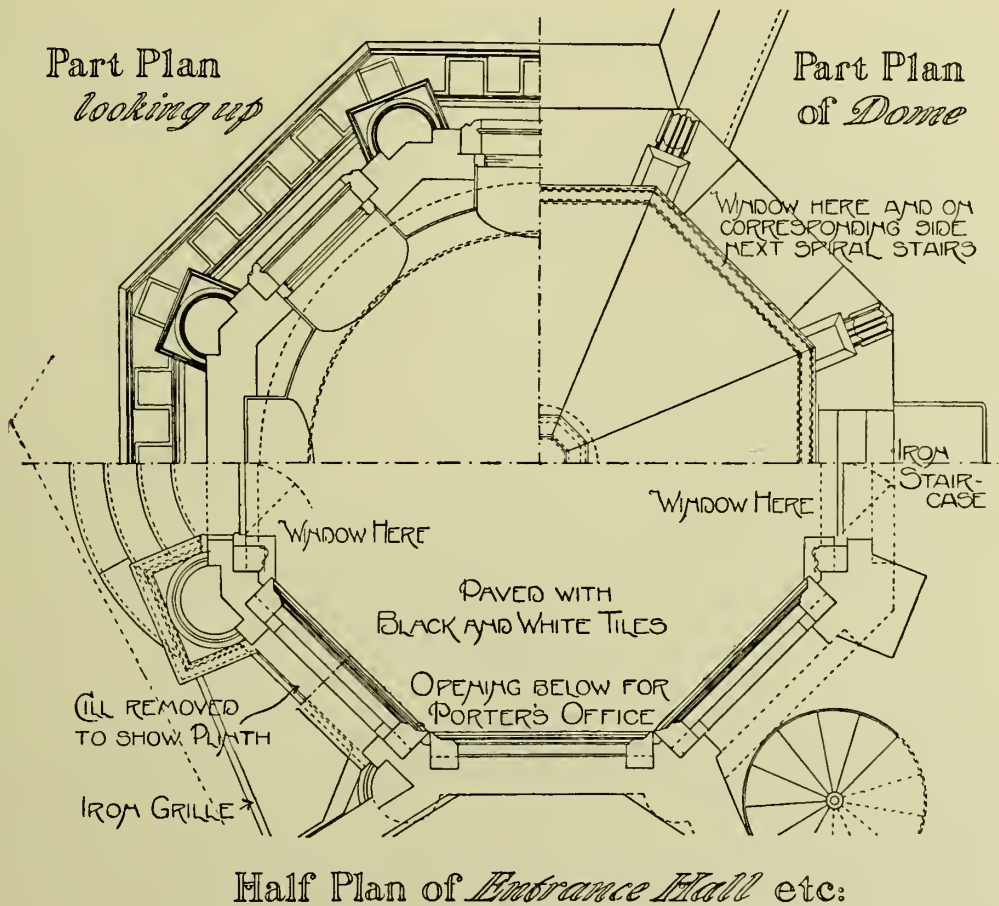 Part Plan
looking up
Part Plan
of Dome
WINDOW HERE AND ON
CORRESPONDING SIDE
NEXT SPIRAL STAIRS
IRON
STAIR-
CASE
WINDOW HERE
WINDOW HERE
PAVED WITH
BLACK AND WHITE TILES
OPENING BELOW FOR
PORTER'S OFFICE
CILL REMOVED
TO SHOW PLINTH
IRON GRILLE
Half Plan of Entrance Hall etc: